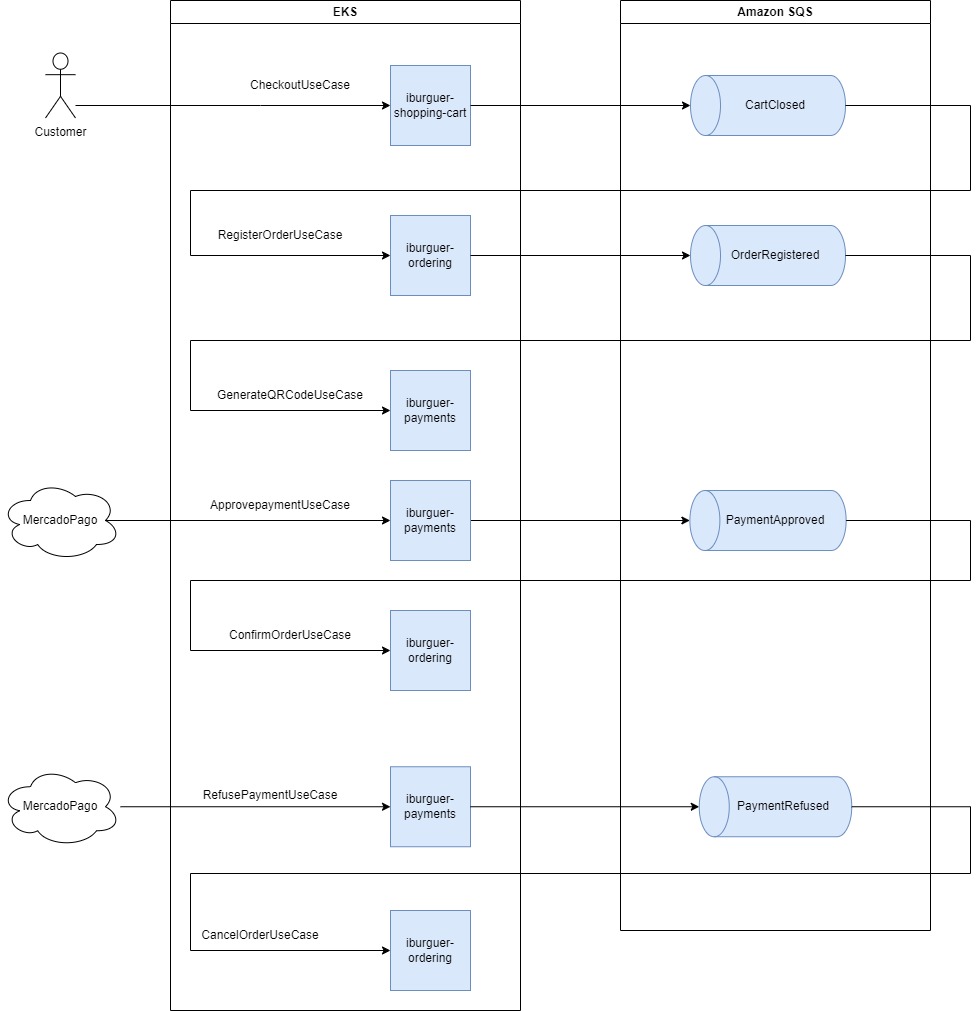 EKS
Amazon SQS
CheckoutUseCase
iburguer-
shopping-cart
CartClosed
Customer
RegisterOrderUseCase
iburguer-
ordering
OrderRegistered
GenerateQRCodeUseCase
iburguer-
payments
MercadoPago
ApprovepaymentUseCase
iburguer-
payments
PaymentApproved
ConfirmOrderUseCase
iburguer-
ordering
MercadoPago
RefusePaymentUseCase
iburguer-
payments
PaymentRefused
CancelOrderUseCase
iburguer-
ordering